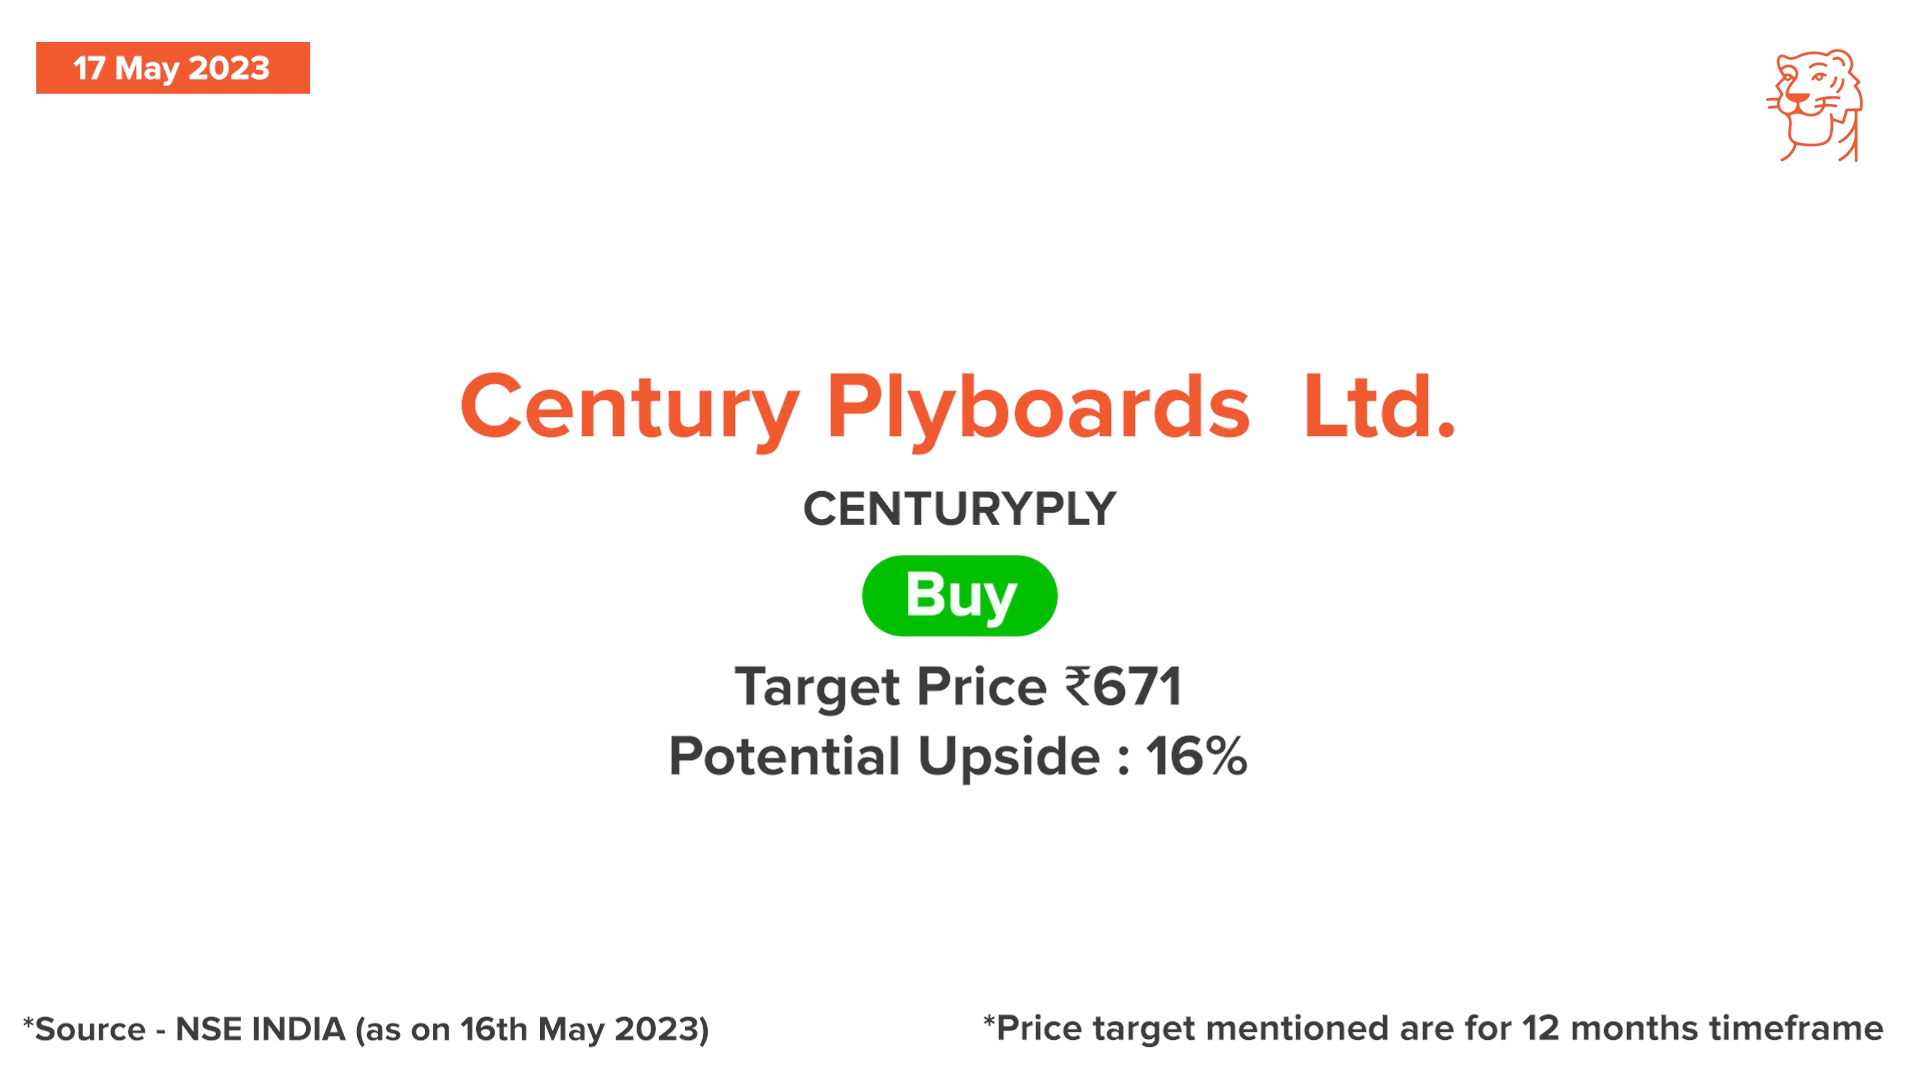 17 May 2023
Century Plyboards  Ltd.
CENTURYPLY
Buy
Target Price ₹671
Potential Upside : 16%
*Source - NSE INDIA (as on 16th May 2023)
*Price target mentioned are for 12 months timeframe